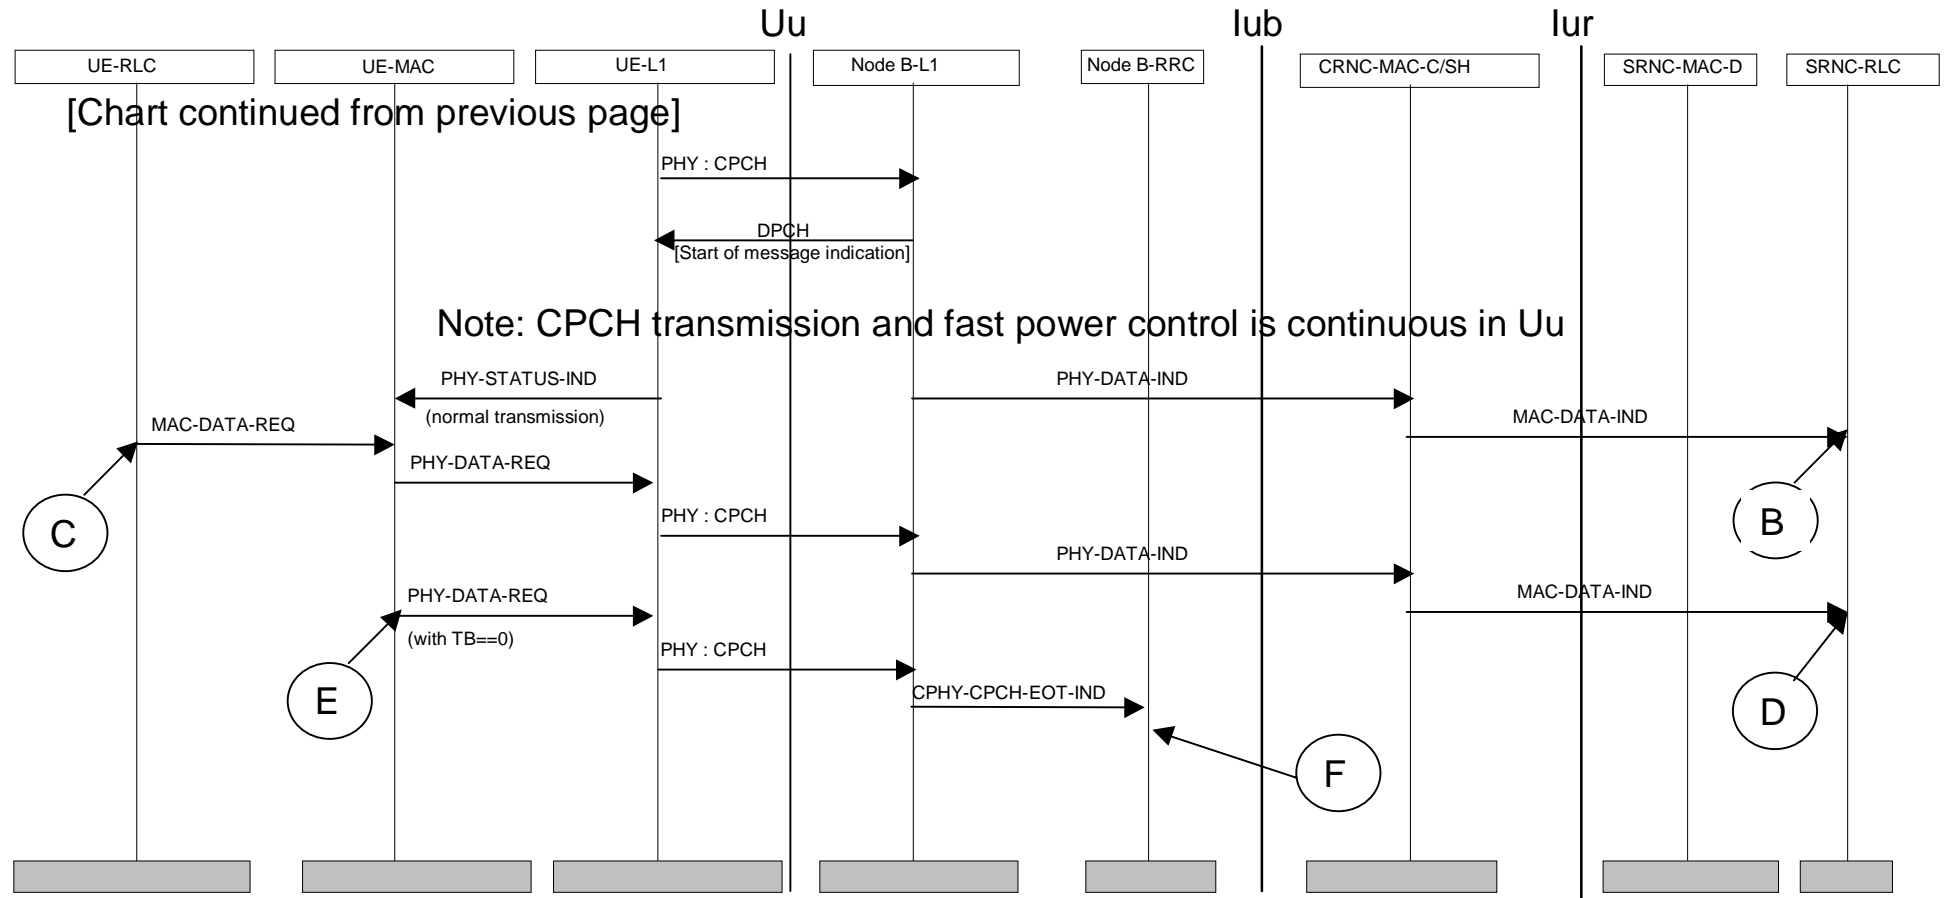 Uu
Iub
Iur
UE-RLC
UE-MAC
UE-L1
Node B-L1
Node B-RRC
CRNC-MAC-C/SH
SRNC-MAC-D
SRNC-RLC
[Chart continued from previous page]
PHY : CPCH
DPCH
[Start of message indication]
Note: CPCH transmission and fast power control is continuous in Uu
PHY-STATUS-IND
PHY-DATA-IND
(normal transmission)
MAC-DATA-IND
MAC-DATA-REQ
PHY-DATA-REQ
C
B
PHY : CPCH
PHY-DATA-IND
PHY-DATA-REQ
MAC-DATA-IND
(with TB==0)
PHY : CPCH
E
CPHY-CPCH-EOT-IND
D
F